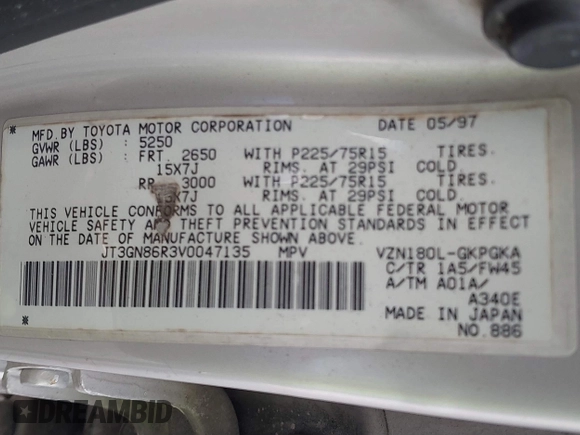 * MFD.BY TOYOTA MOTOR CORPORATION DATE 05/97
GVWR (LBS) : 5250
GAWR (LBS) : FRT. 2650 WITH P225/75R15 TIRES.
15X7J RIMS. AT 29PSI COLD.
RR. 3000 WITH P225/75R15 TIRES.
X7J RIMS. AT 29PSI COLD.
THIS VEHICLE CONFORMS TO ALL APPLICABLE FEDERAL MOTOR
VEHICLE SAFETY AND THEFT PREVENTION STANDARDS IN EFFECT
ON THE DATE OF MANUFACTURE SHOWN ABOVE.
JT3GN86R3V0047135 MPV VZN180L-GKPGKA
C/TR 1A5/FW45
A/TM A01A/
A340E
MADE IN JAPAN
* NO.886
DREAMBID